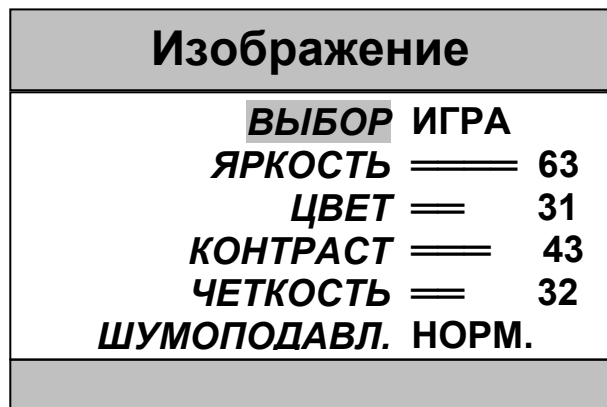 Изображение
ВЫБОР ИГРА
ЯРКОСТЬ 63
ЦВЕТ 31
КОНТРАСТ 43
ЧЕТКОСТЬ 32
ШУМОПОДАВЛ. НОРМ.